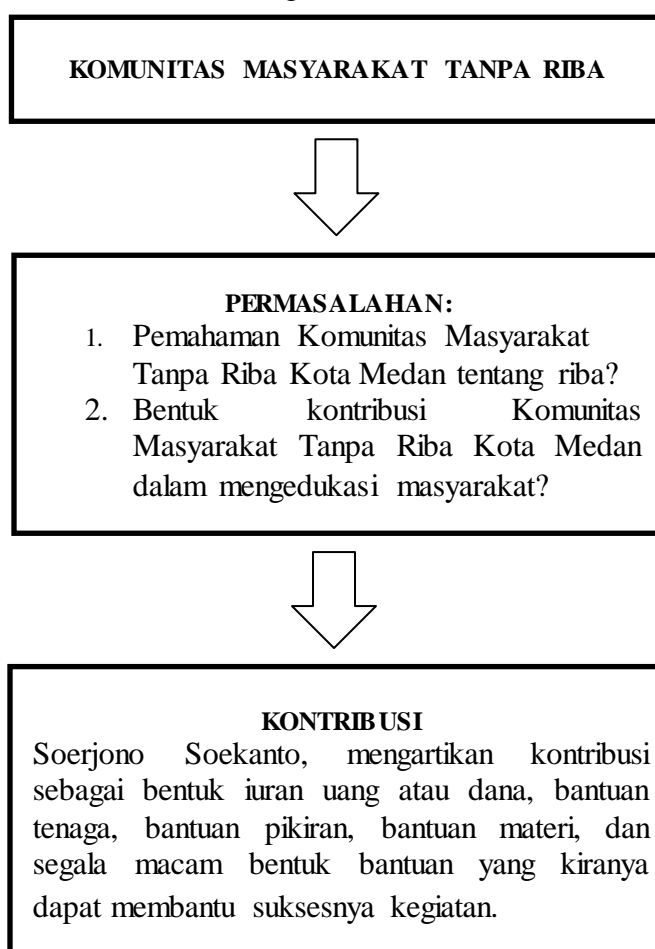 KOMUNITAS MASYARAKAT TANPA RIBA
PERMASALAHAN:
1. Pemahaman Komunitas Masyarakat
Tanpa Riba Kota Medan tentang riba?
2. Bentuk kontribusi Komunitas
Masyarakat Tanpa Riba Kota Medan
dalam mengedukasi masyarakat?
KONTRIBUSI
Soerjono Soekanto, mengartikan kontribusi
sebagai bentuk iuran uang atau dana, bantuan
tenaga, bantuan pikiran, bantuan materi, dan
segala macam bentuk bantuan yang kiranya
dapat membantu suksesnya kegiatan.